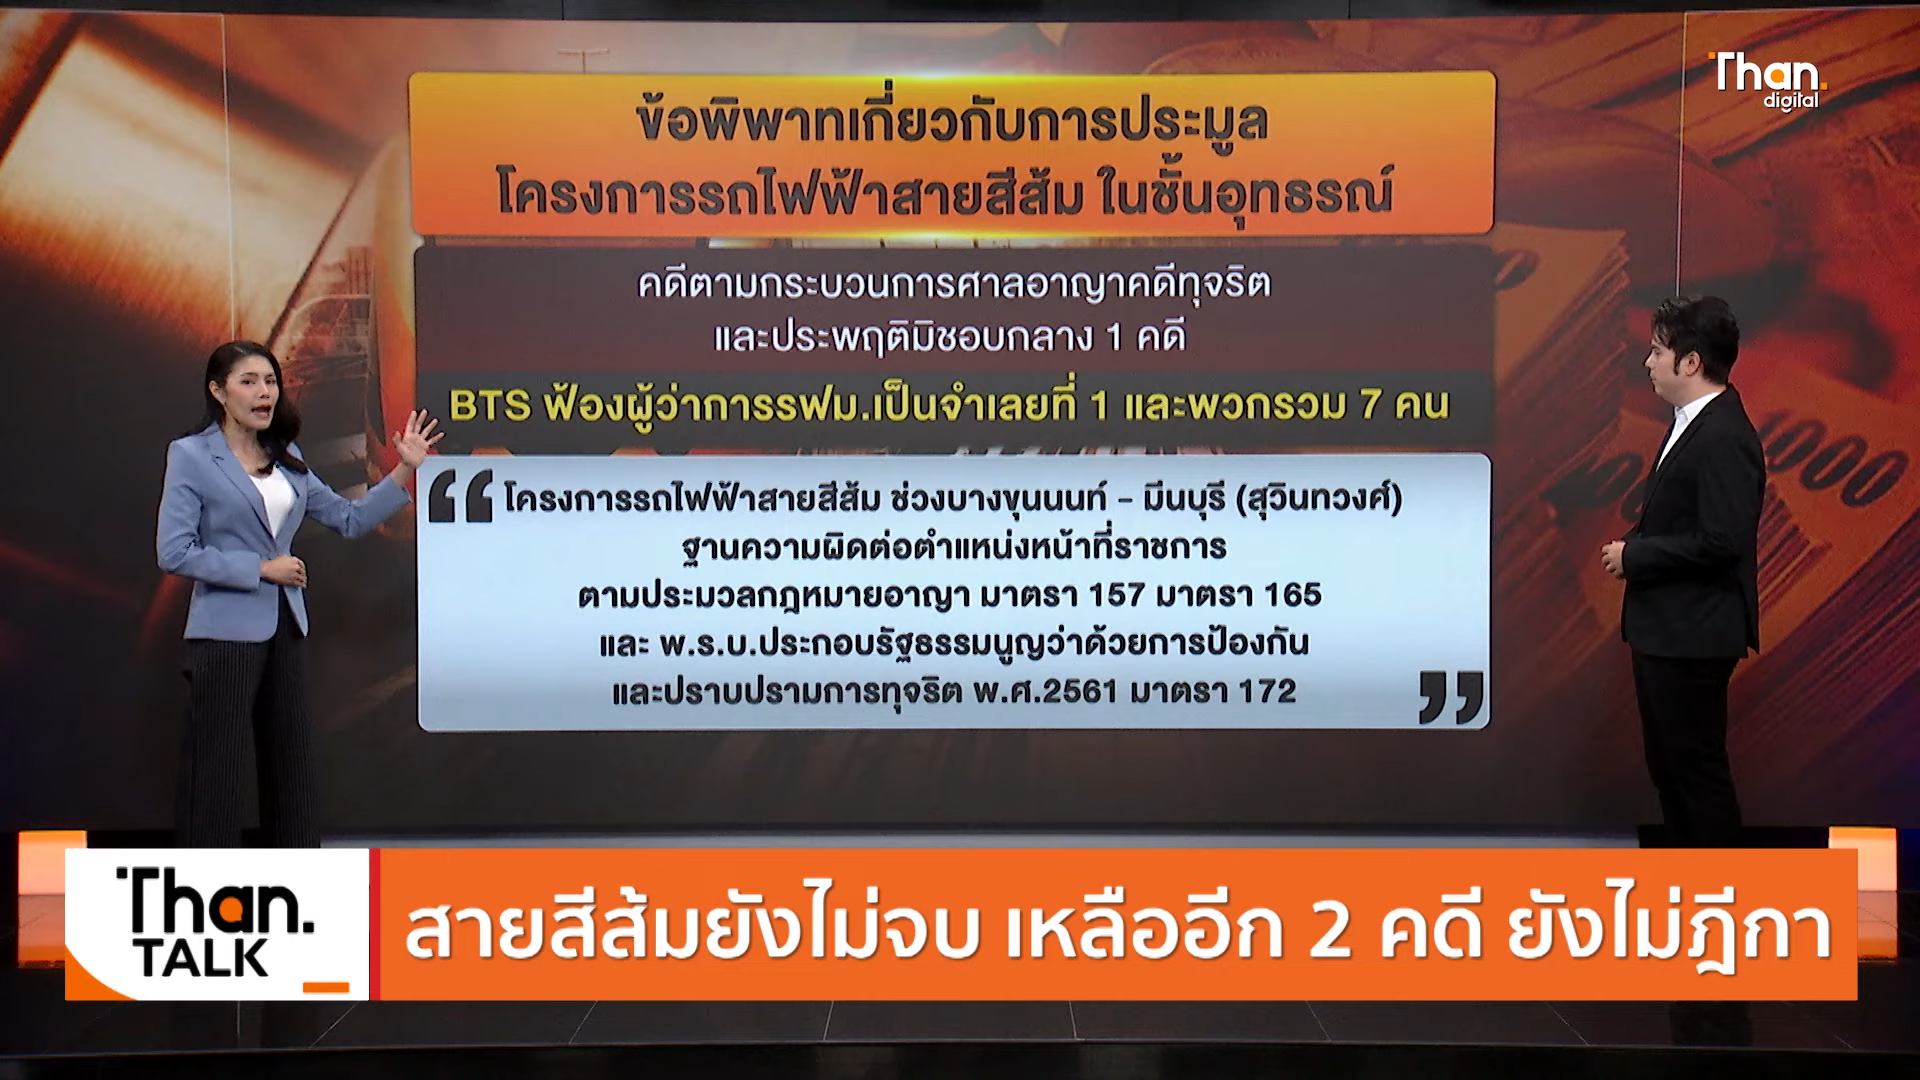 Than.
digital
ข้อพิพาทเกี่ยวกับการประมูล
โครงการรถไฟฟ้าสายสีส้ม ในชั้นอุทธรณ์
คดีตามกระบวนการศาลอาญาคดีทุจริต
และประพฤติมิชอบกลาง 1 คดี
BTS ฟ้องผู้ว่าการรฟม.เป็นจำเลยที่ 1 และพวกรวม 7 คน
“โครงการรถไฟฟ้าสายสีส้ม ช่วงบางขุนนนท์ - มีนบุรี (สุวินทวงศ์)
ฐานความผิดต่อตำแหน่งหน้าที่ราชการ
ตามประมวลกฎหมายอาญา มาตรา 157 มาตรา 165
และ พ.ร.บ.ประกอบรัฐธรรมนูญว่าด้วยการป้องกัน
และปราบปรามการทุจริต พ.ศ.2561 มาตรา 172”
1000
Than.
TALK
สายสีส้มยังไม่จบ เหลืออีก 2 คดี ยังไม่ฎีกา